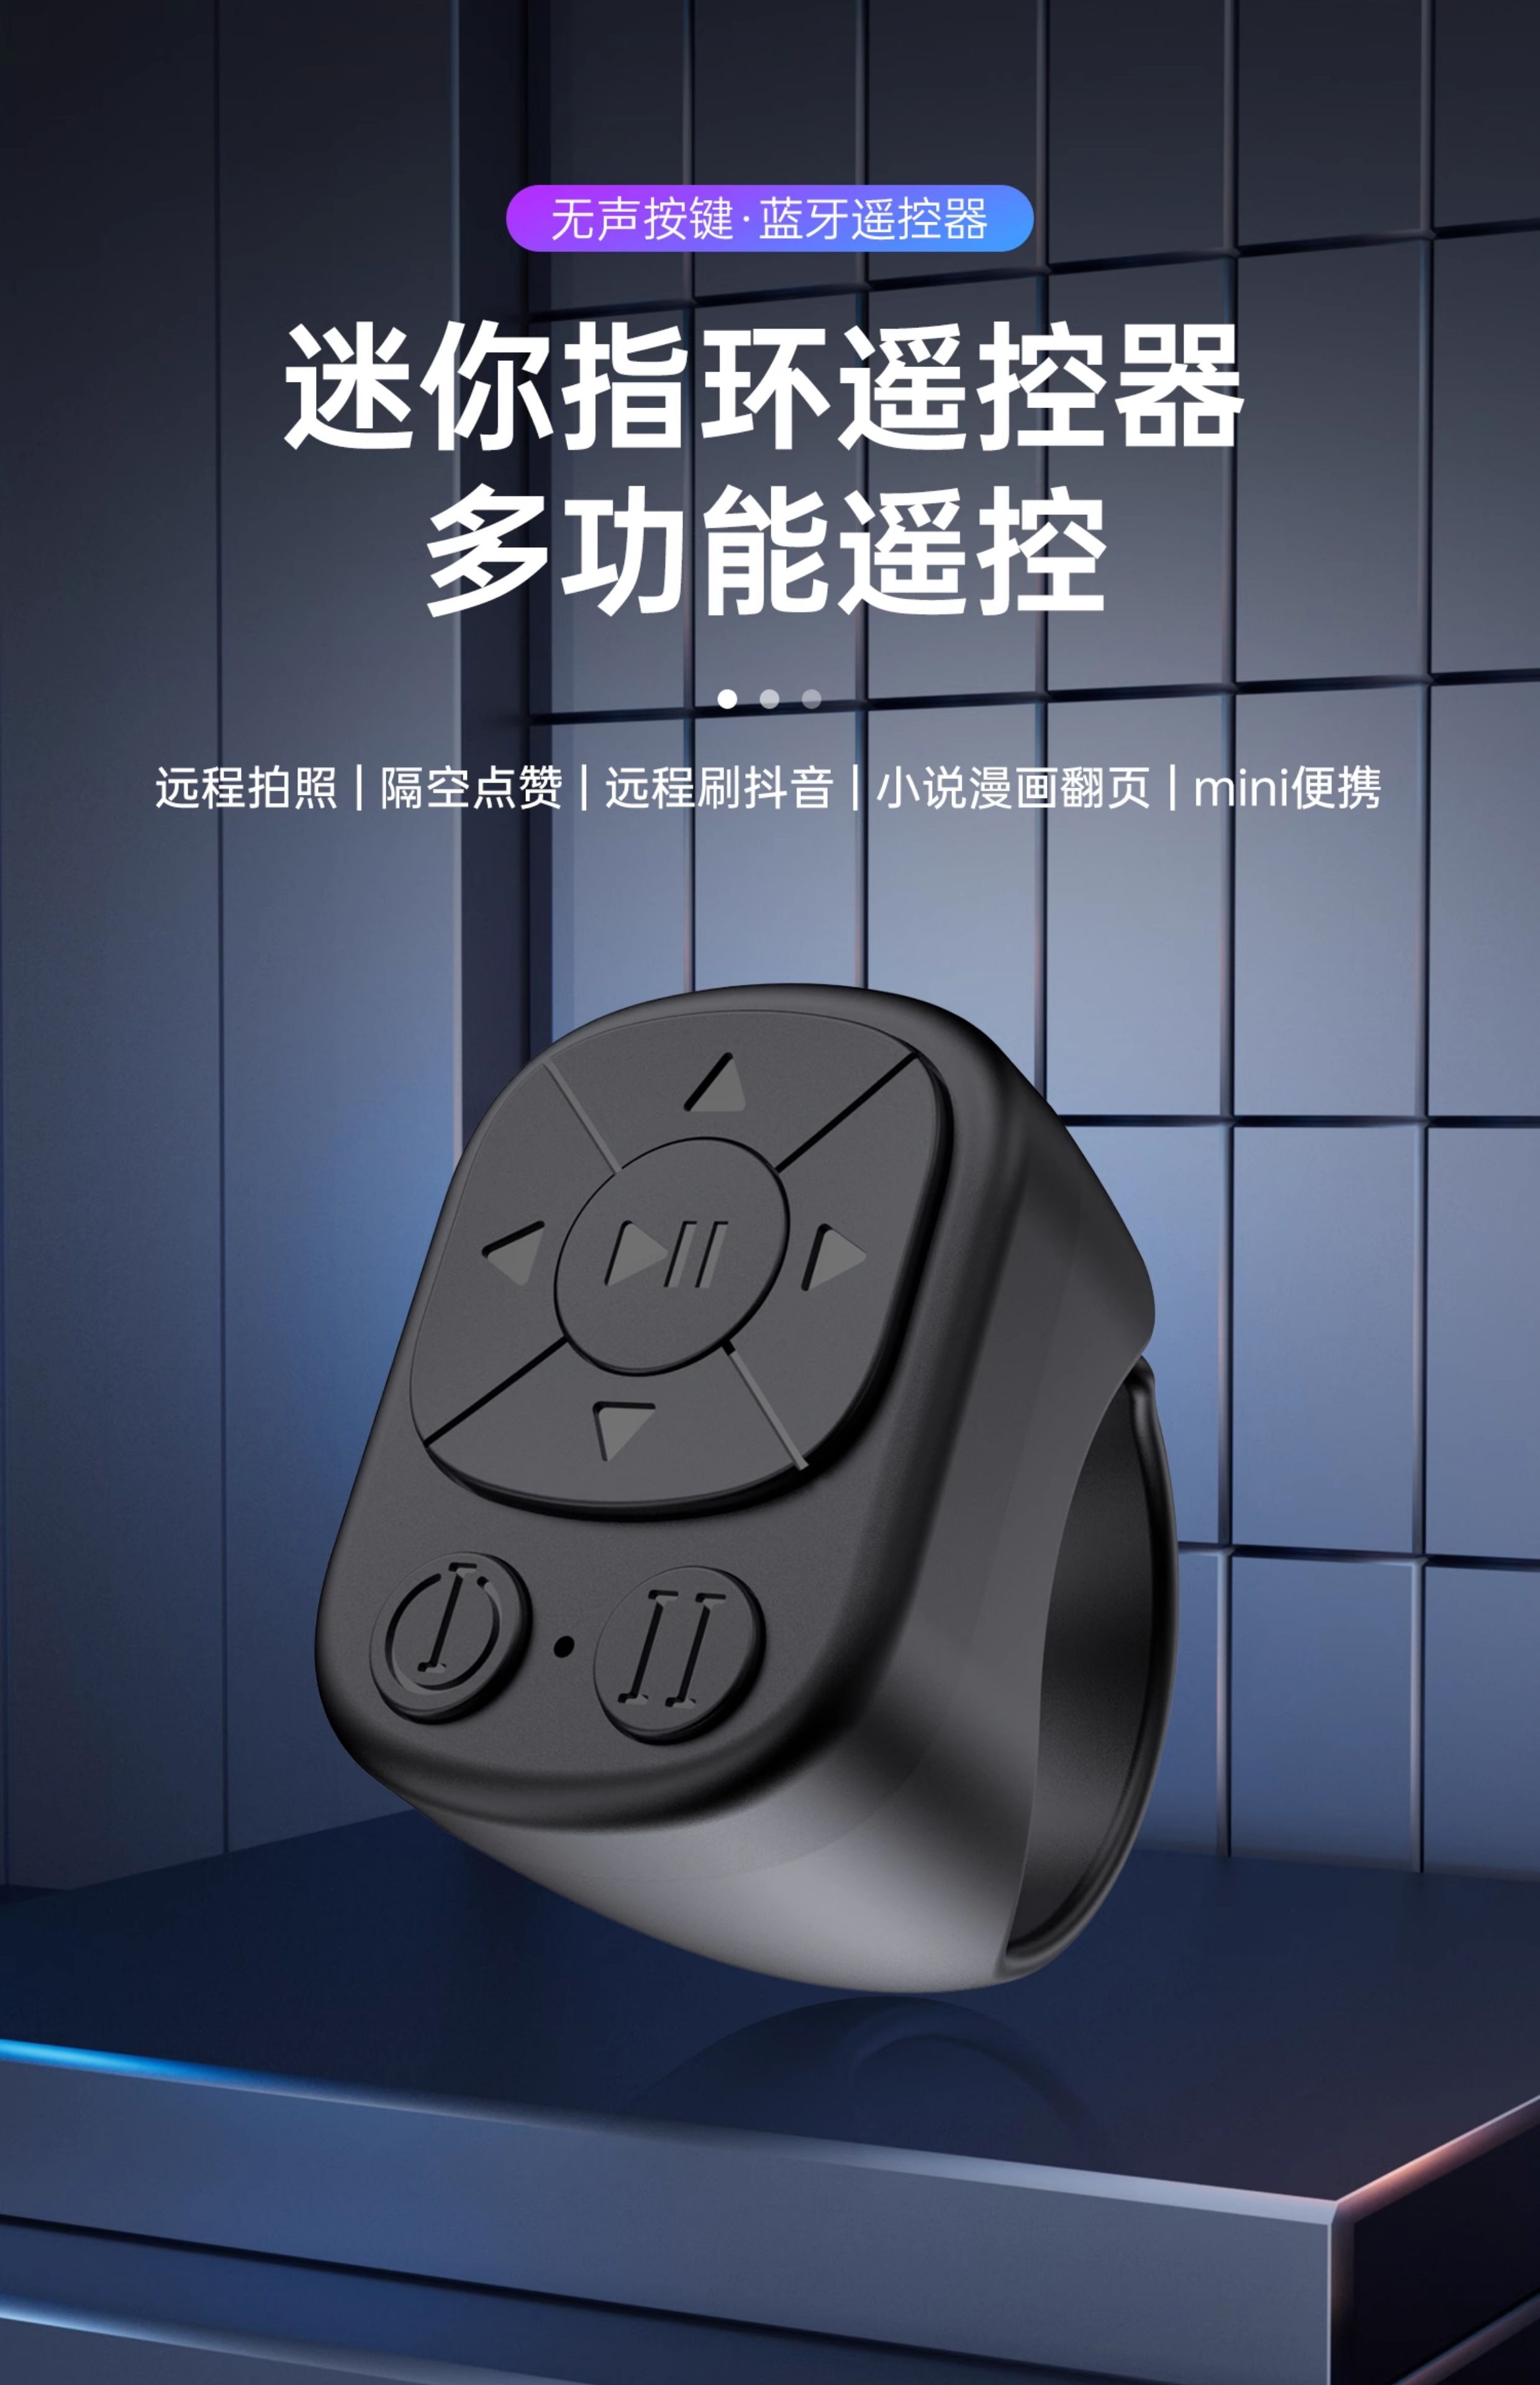 无声按键·蓝牙遥控器
迷你指环遥控器
多功能遥控
远程拍照 | 隔空点赞 | 远程刷抖音 | 小说漫画翻页 | mini便携
I II